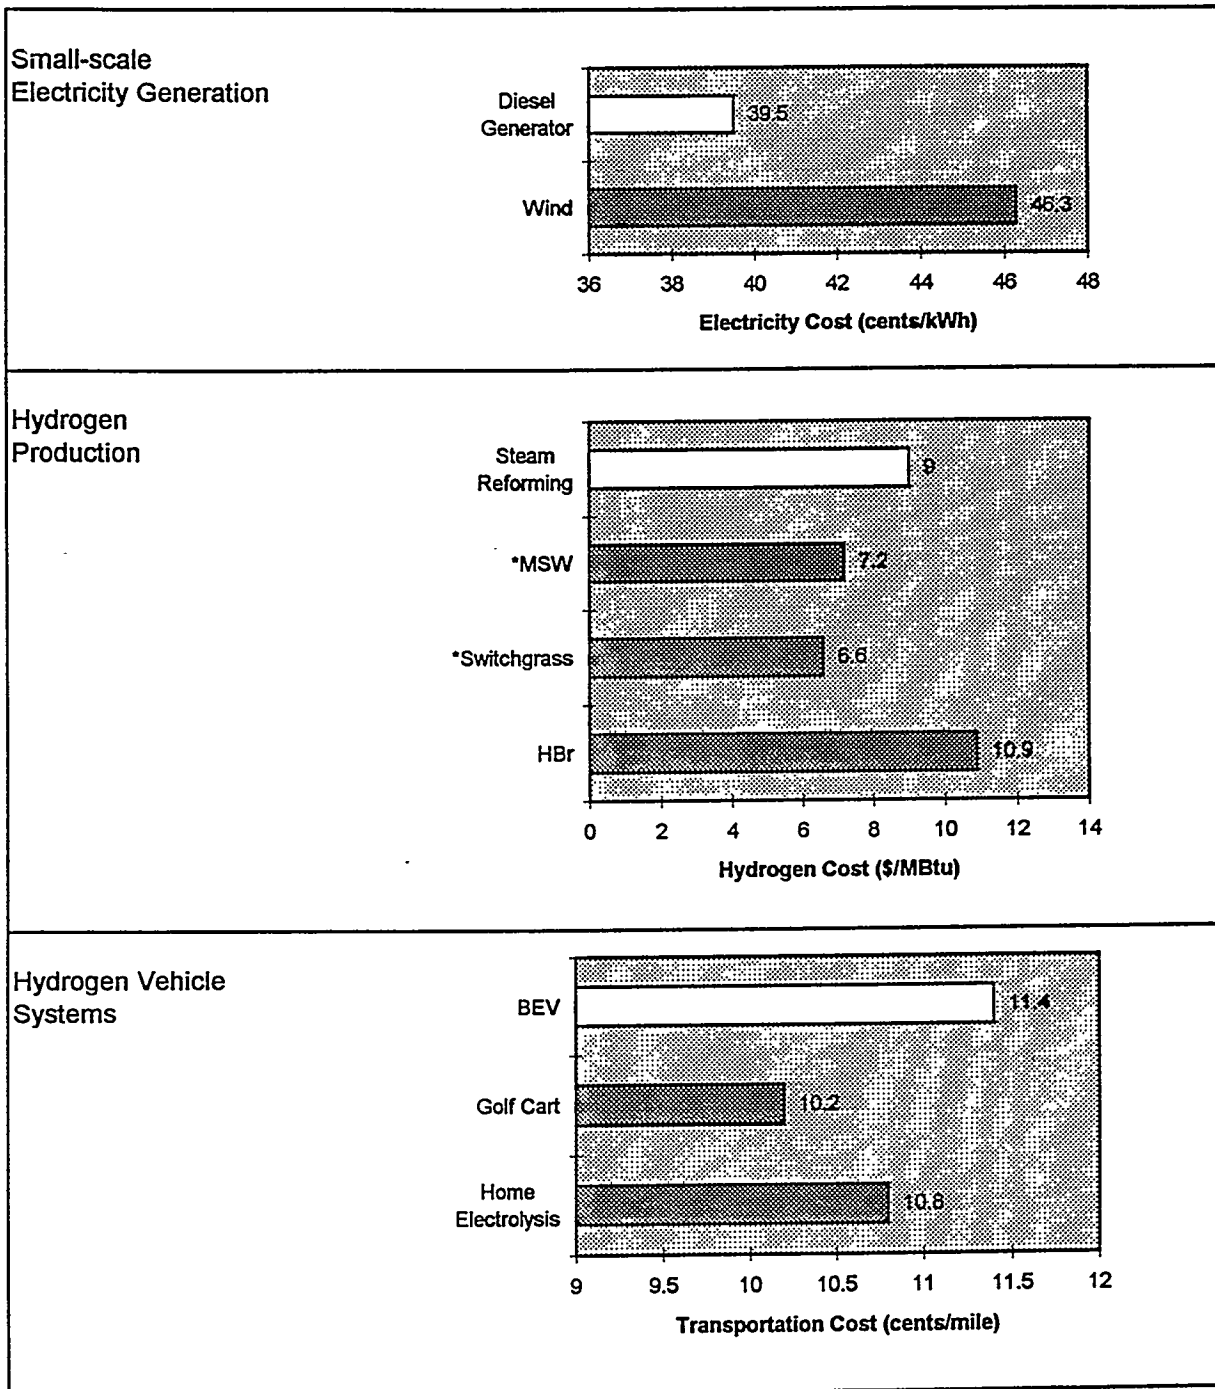 Small-scale
Electricity Generation
Diesel
Generator
39.5
Wind
46.3
36 38 40 42 44 46 48
Electricity Cost (cents/kWh)
Hydrogen
Production
Steam
Reforming
9
*MSW
7.2
*Switchgrass
6.6
HBr
10.9
0 2 4 6 8 10 12 14
Hydrogen Cost ($/MBtu)
Hydrogen Vehicle
Systems
BEV
11.4
Golf Cart
10.2
Home
Electrolysis
10.8
9 9.5 10 10.5 11 11.5 12
Transportation Cost (cents/mile)